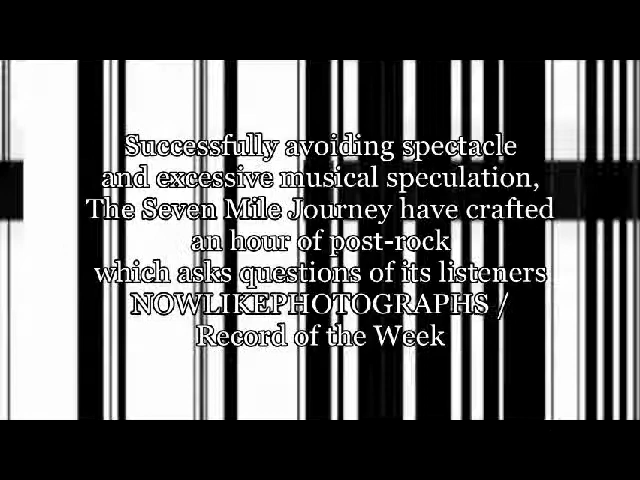 Successfully avoiding spectacle
and excessive musical speculation,
The Seven Mile Journey have crafted
an hour of post-rock
which asks questions of its listeners
NOWLIKEPHOTOGRAPHS /
Record of the Week